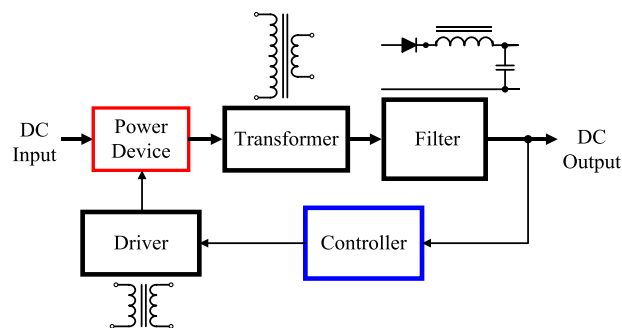 DC
Input
Power
Device
Transformer
Filter
DC
Output
Driver
Controller